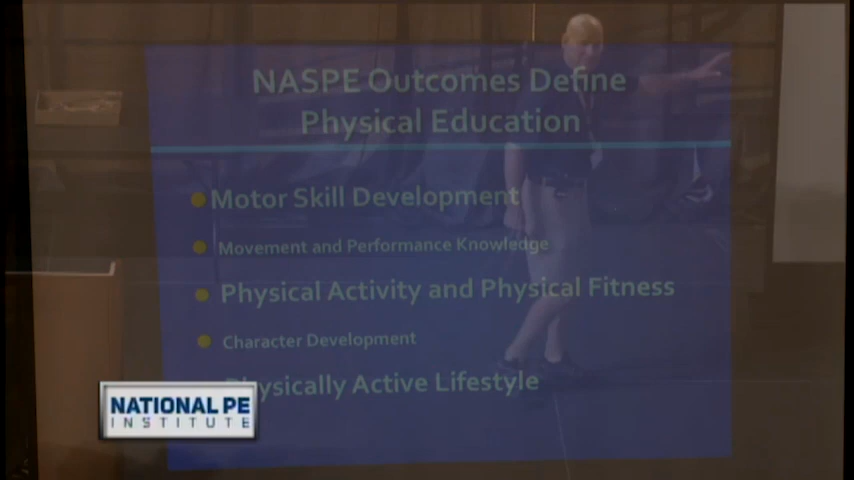 NASPE Outcomes Define
Physical Education
Motor Skill Development
Movement and Performance Knowledge
Physical Activity and Physical Fitness
Character Development
Physically Active Lifestyle
NATIONAL PE
INSTITUTE